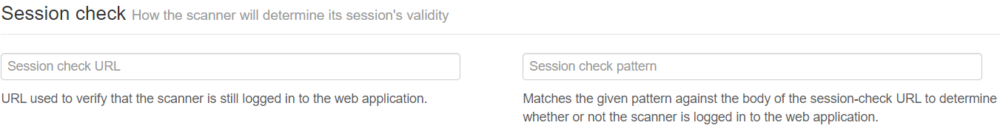 Session check How the scanner will determine its session's validity
Session check URL
Session check pattern
URL used to verify that the scanner is still logged in to the web application.
Matches the given pattern against the body of the session-check URL to determine
whether or not the scanner is logged in to the web application.